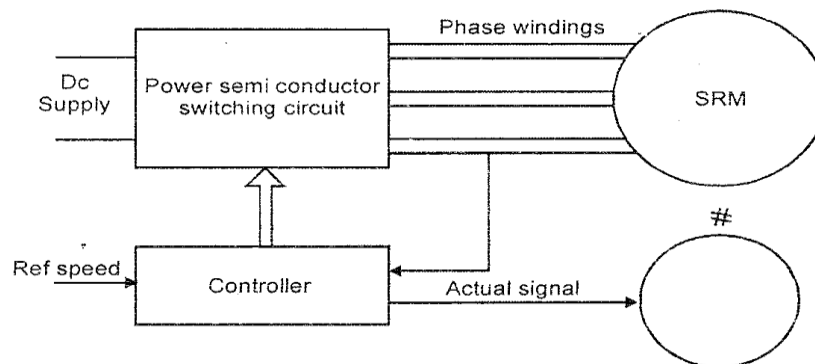 Phase windings
Dc
Supply
Power semi conductor
switching circuit
SRM
#
Ref speed
Controller
Actual signal